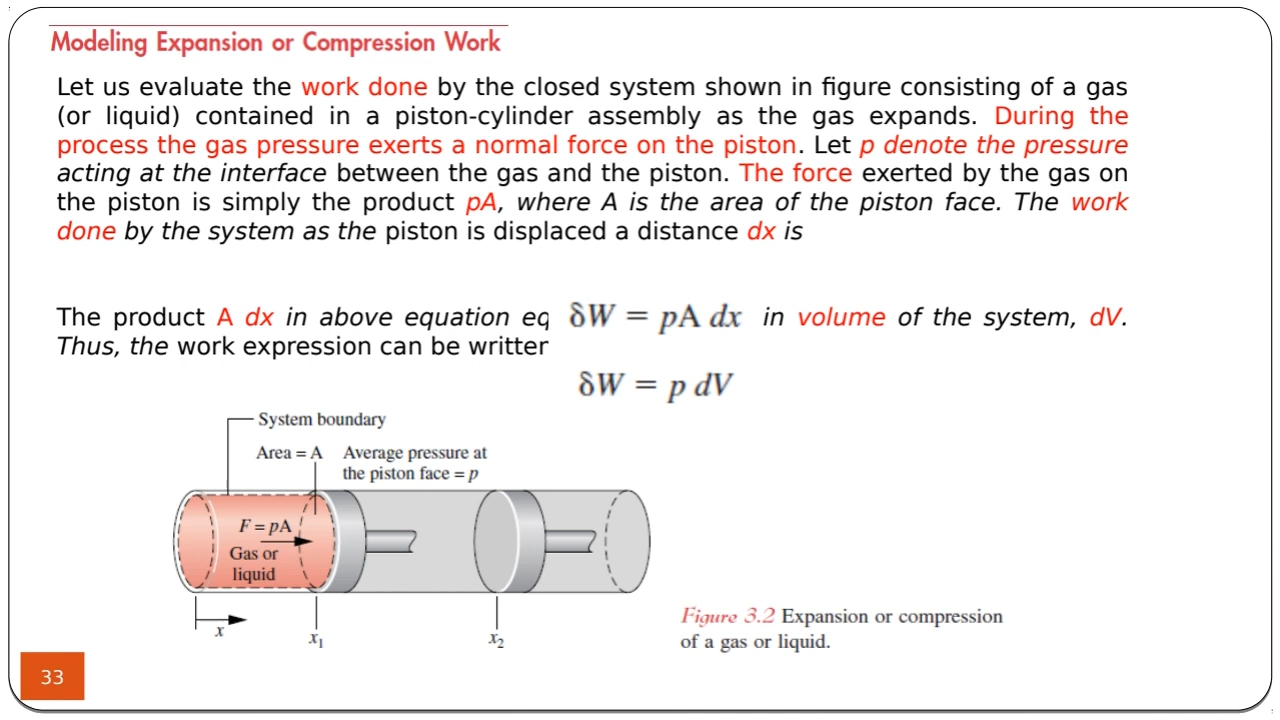 Modeling Expansion or Compression Work
Let us evaluate the work done by the closed system shown in figure consisting of a gas
(or liquid) contained in a piston-cylinder assembly as the gas expands. During the
process the gas pressure exerts a normal force on the piston. Let p denote the pressure
acting at the interface between the gas and the piston. The force exerted by the gas on
the piston is simply the product pA, where A is the area of the piston face. The work
done by the system as the piston is displaced a distance dx is
The product A dx in above equation eq δW = pA dx in volume of the system, dV.
Thus, the work expression can be writter
δW = p dV
System boundary
Area = A Average pressure at
the piston face = p
F = pA
Gas or
liquid
x
x₁
x₂
Figure 3.2 Expansion or compression
of a gas or liquid.
33